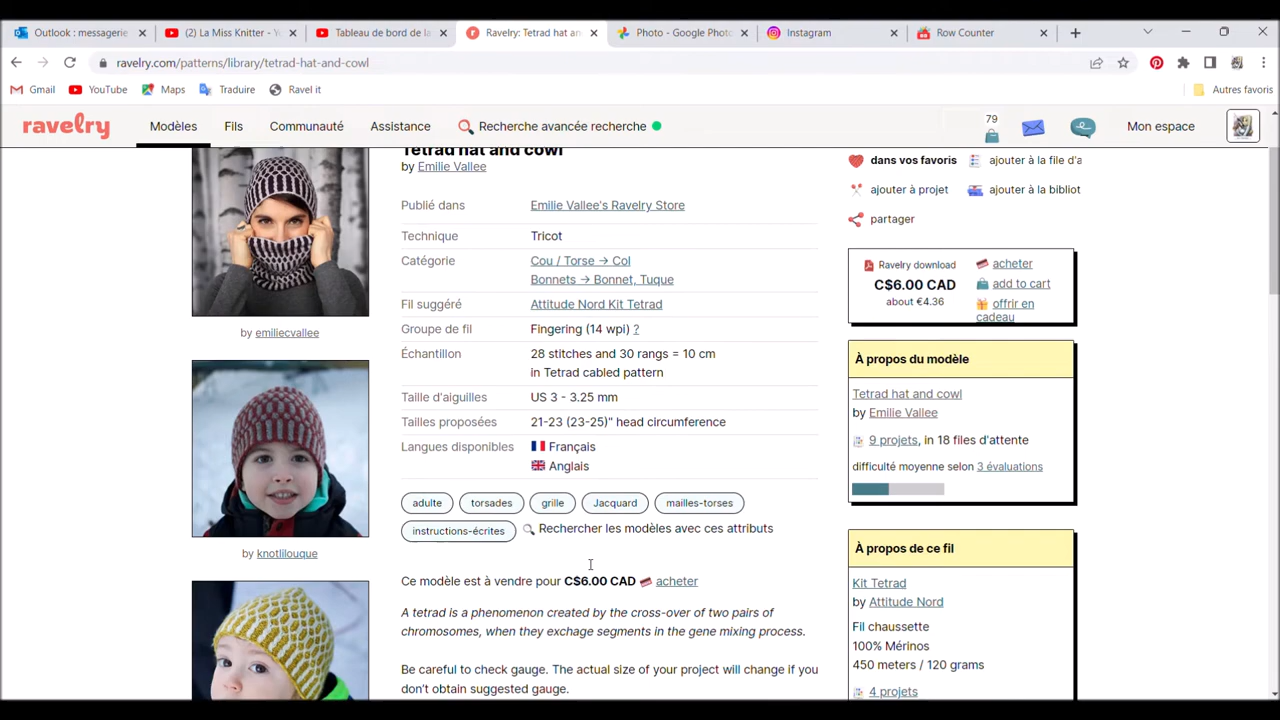 Outlook : messagerie
(2) La Miss Knitter - Y
Tableau de bord de la
Ravelry: Tetrad hat an
Photo - Google Photo
Instagram
Row Counter
ravelry.com/patterns/library/tetrad-hat-and-cowl
Gmail
YouTube
Maps
Traduire
Ravel it
Autres favoris
ravelry
Modèles
Fils
Communauté
Assistance
Recherche avancée recherche
79
Mon espace
Tetrad hat and cowl
by Emilie Vallee
Publié dans Emilie Vallee's Ravelry Store
Technique Tricot
Catégorie Cou / Torse → Col
Bonnets → Bonnet, Tuque
Fil suggéré Attitude Nord Kit Tetrad
Groupe de fil Fingering (14 wpi) ?
Échantillon 28 stitches and 30 rangs = 10 cm
in Tetrad cabled pattern
Taille d'aiguilles US 3 - 3.25 mm
Tailles proposées 21-23 (23-25)" head circumference
Langues disponibles Français
Anglais
adulte torsades grille Jacquard mailles-torses
instructions-écrites Rechercher les modèles avec ces attributs
Ce modèle est à vendre pour C$6.00 CAD acheter
A tetrad is a phenomenon created by the cross-over of two pairs of
chromosomes, when they exchage segments in the gene mixing process.
Be careful to check gauge. The actual size of your project will change if you
don't obtain suggested gauge.
by emiliecvallee
by knotlilouque
dans vos favoris
ajouter à la file d'a
ajouter à projet
ajouter à la bibliot
partager
Ravelry download
C$6.00 CAD
about €4.36
acheter
add to cart
offrir en
cadeau
À propos du modèle
Tetrad hat and cowl
by Emilie Vallee
9 projets, in 18 files d'attente
difficulté moyenne selon 3 évaluations
À propos de ce fil
Kit Tetrad
by Attitude Nord
Fil chaussette
100% Mérinos
450 meters / 120 grams
4 projets